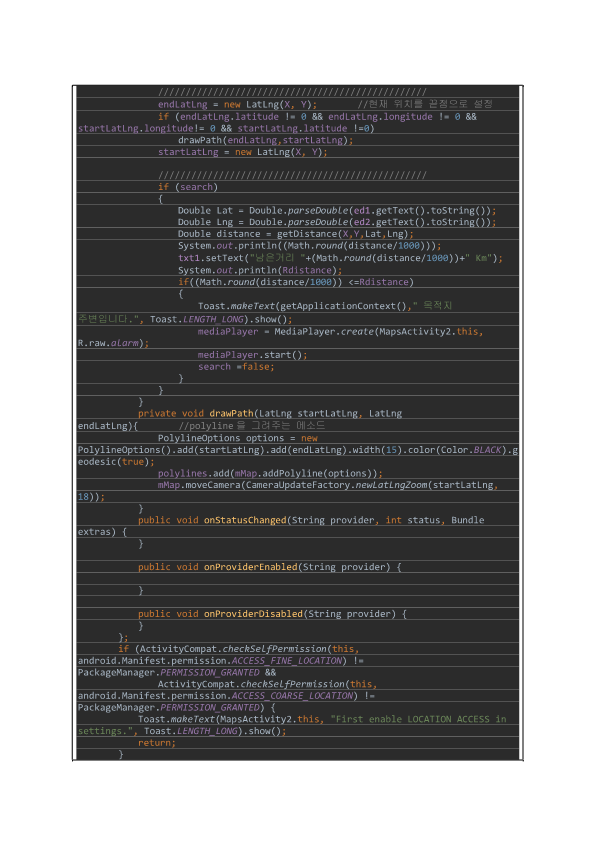 /////////////////////////////////////////////////
endLatLng = new LatLng(X, Y);        //현재 위치를 끝점으로 설정
if (endLatLng.latitude != 0 && endLatLng.longitude != 0 &&
startLatLng.longitude!= 0 && startLatLng.latitude !=0)
drawPath(endLatLng,startLatLng);
startLatLng = new LatLng(X, Y);
/////////////////////////////////////////////////
if (search)
{
Double Lat = Double.parseDouble(ed1.getText().toString());
Double Lng = Double.parseDouble(ed2.getText().toString());
Double distance = getDistance(X,Y,Lat,Lng);
System.out.println((Math.round(distance/1000)));
txt1.setText("남은거리 "+(Math.round(distance/1000))+" Km");
System.out.println(Rdistance);
if((Math.round(distance/1000)) <=Rdistance)
{
Toast.makeText(getApplicationContext()," 목적지
주변입니다.", Toast.LENGTH_LONG).show();
mediaPlayer = MediaPlayer.create(MapsActivity2.this,
R.raw.alarm);
mediaPlayer.start();
search =false;
}
}
}
private void drawPath(LatLng startLatLng, LatLng
endLatLng){        //polyline을 그려주는 메소드
PolylineOptions options = new
PolylineOptions().add(startLatLng).add(endLatLng).width(15).color(Color.BLACK).g
eodesic(true);
polylines.add(mMap.addPolyline(options));
mMap.moveCamera(CameraUpdateFactory.newLatLngZoom(startLatLng,
18));
}
public void onStatusChanged(String provider, int status, Bundle
extras) {
}
public void onProviderEnabled(String provider) {
}
public void onProviderDisabled(String provider) {
}
};
if (ActivityCompat.checkSelfPermission(this,
android.Manifest.permission.ACCESS_FINE_LOCATION) !=
PackageManager.PERMISSION_GRANTED &&
ActivityCompat.checkSelfPermission(this,
android.Manifest.permission.ACCESS_COARSE_LOCATION) !=
PackageManager.PERMISSION_GRANTED) {
Toast.makeText(MapsActivity2.this, "First enable LOCATION ACCESS in
settings.", Toast.LENGTH_LONG).show();
return;
}